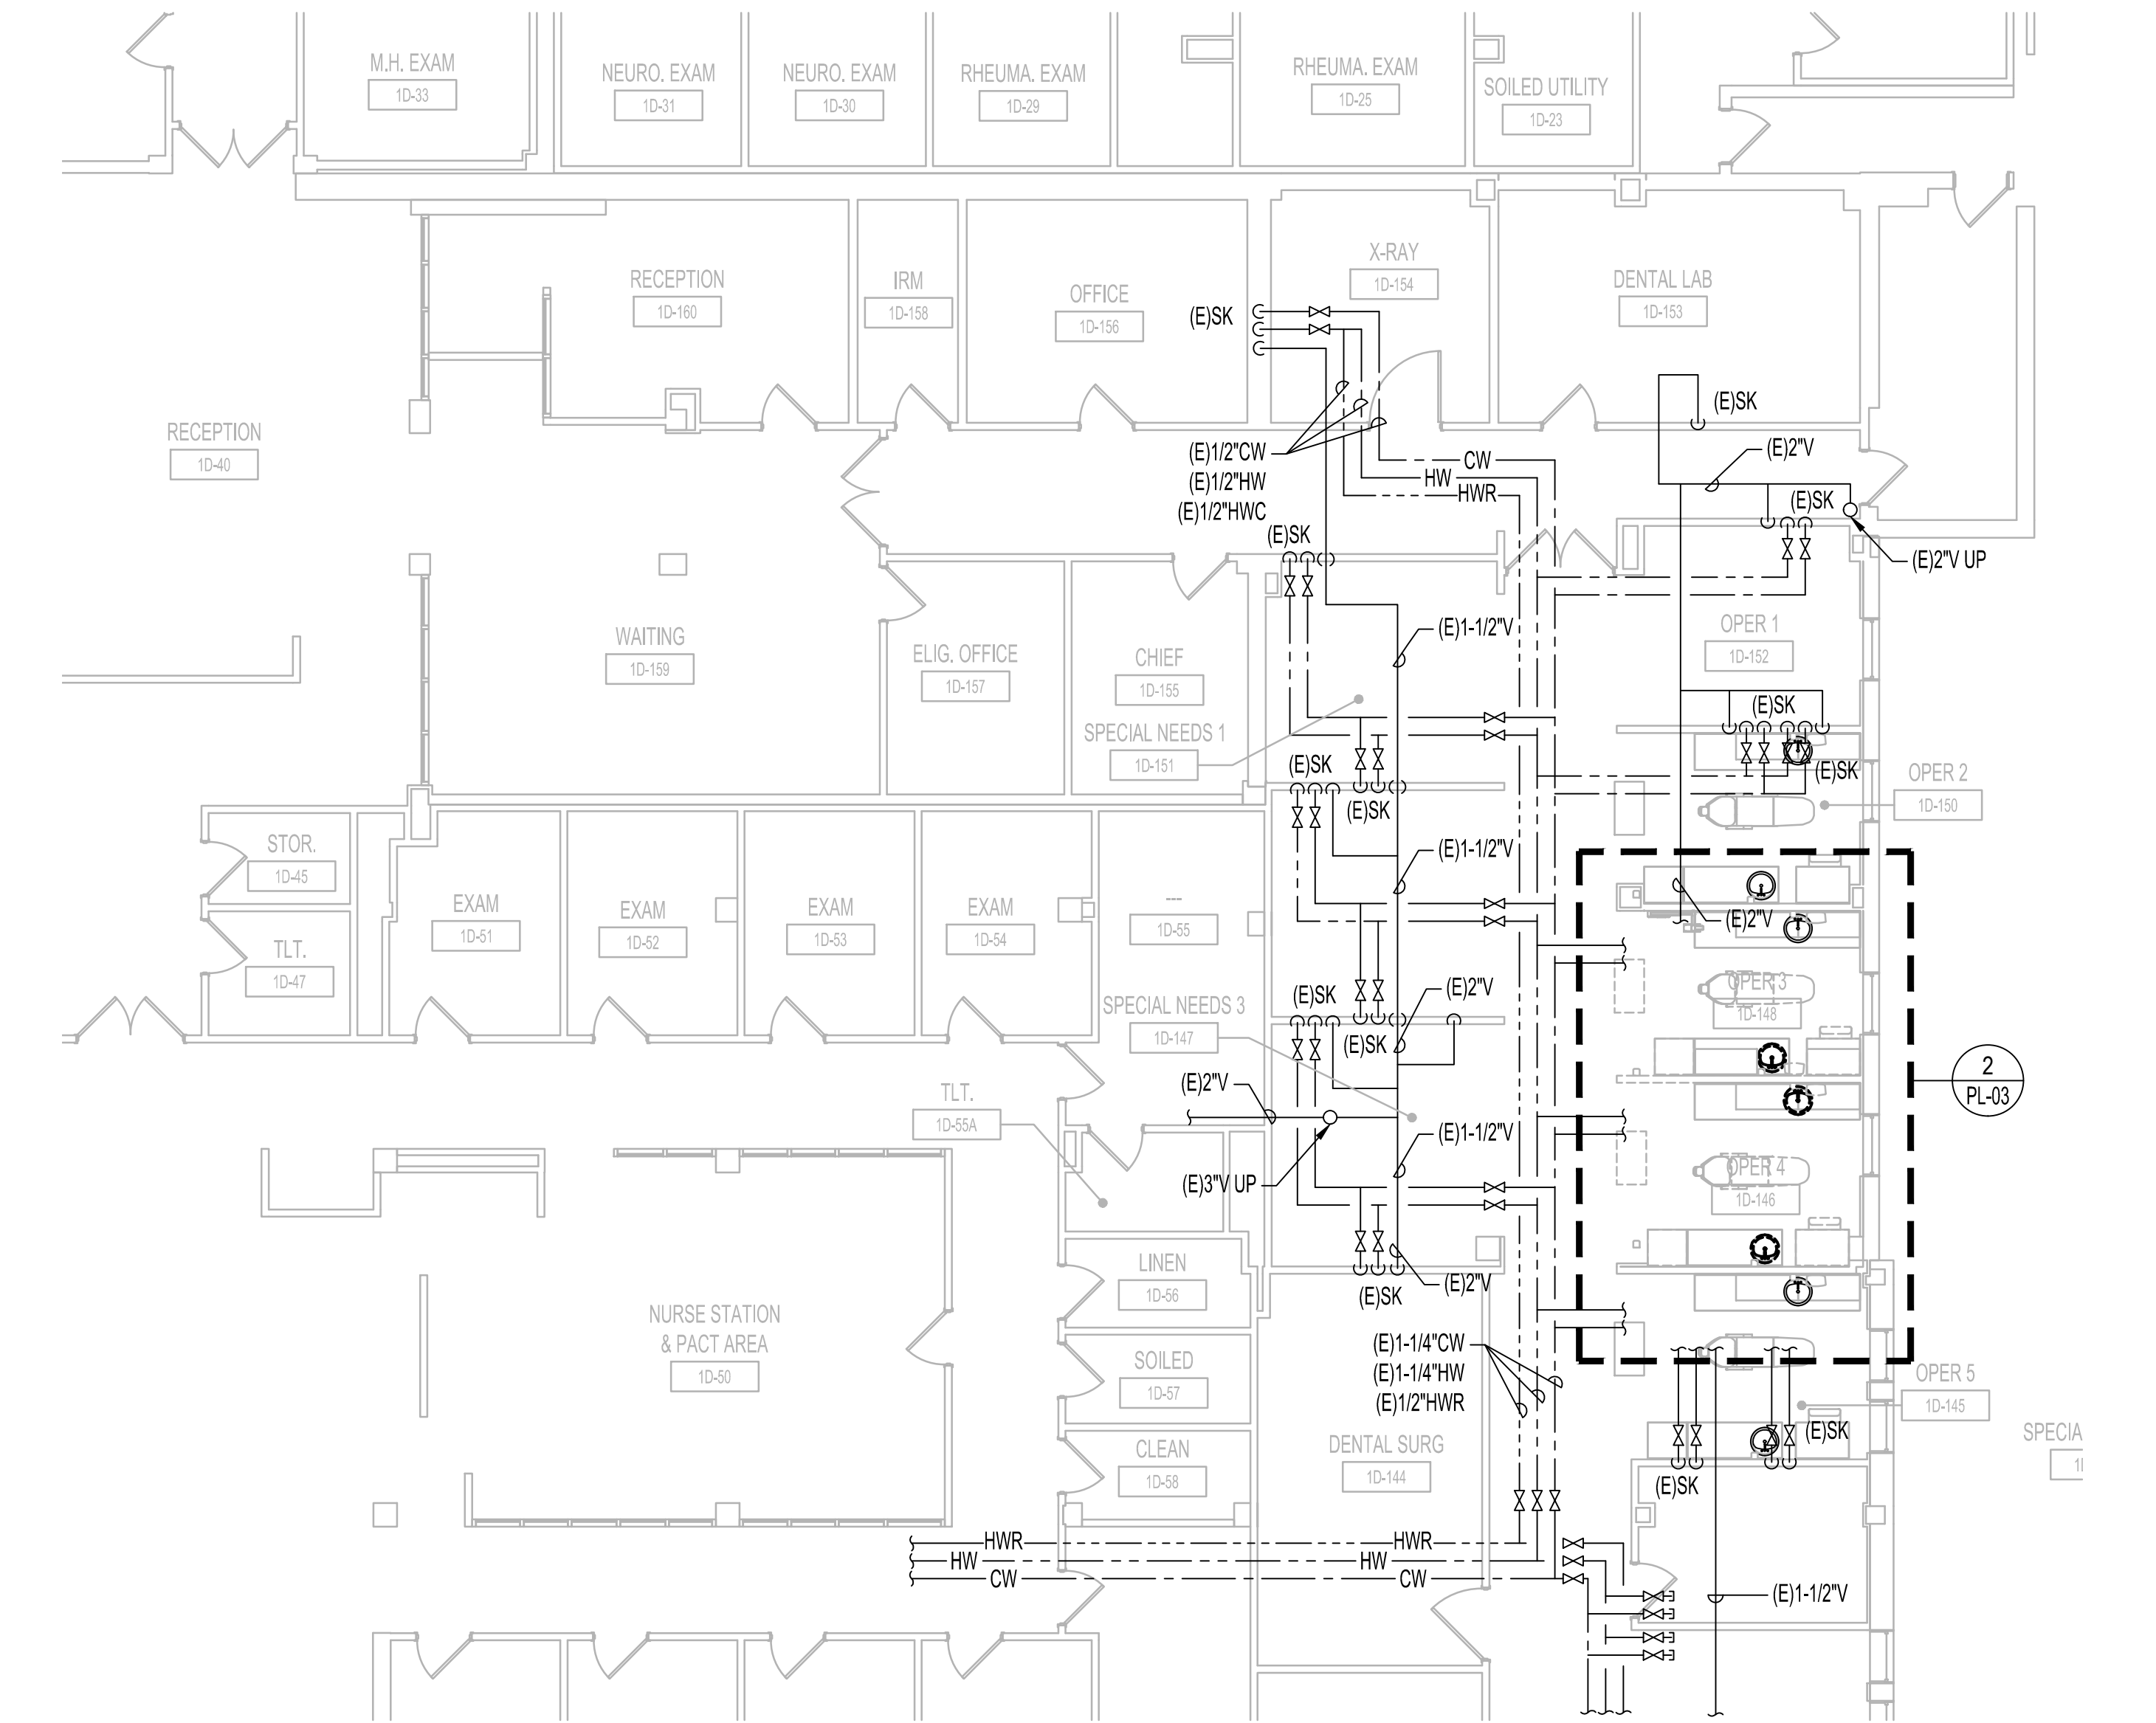 M.H. EXAM
1D-33
NEURO. EXAM
1D-31
NEURO. EXAM
1D-30
RHEUMA. EXAM
1D-29
RHEUMA. EXAM
1D-25
SOILED UTILITY
1D-23
RECEPTION
1D-160
IRM
1D-158
OFFICE
1D-156
X-RAY
1D-154
DENTAL LAB
1D-153
(E)SK
(E)SK
RECEPTION
1D-40
(E)1/2"CW
(E)1/2"HW
(E)1/2"HWC
CW
HW
HWR
(E)2"V
(E)SK
(E)2"V UP
(E)SK
WAITING
1D-159
ELIG. OFFICE
1D-157
CHIEF
1D-155
(E)1-1/2"V
OPER 1
1D-152
SPECIAL NEEDS 1
1D-151
(E)SK
(E)SK
(E)SK
OPER 2
1D-150
(E)SK
STOR.
1D-45
(E)1-1/2"V
EXAM
1D-51
EXAM
1D-52
EXAM
1D-53
EXAM
1D-54
---
1D-55
(E)2"V
TLT.
1D-47
SPECIAL NEEDS 3
1D-147
(E)SK
(E)2"V
OPER 3
1D-148
(E)SK
2
PL-03
TLT.
1D-55A
(E)2"V
(E)1-1/2"V
(E)3"V UP
OPER 4
1D-146
LINEN
1D-56
(E)2"V
(E)SK
NURSE STATION
& PACT AREA
1D-50
SOILED
1D-57
(E)1-1/4"CW
(E)1-1/4"HW
(E)1/2"HWR
OPER 5
1D-145
CLEAN
1D-58
DENTAL SURG
1D-144
(E)SK
(E)SK
SPECIA
HWR
HWR
HW
HW
CW
CW
(E)1-1/2"V